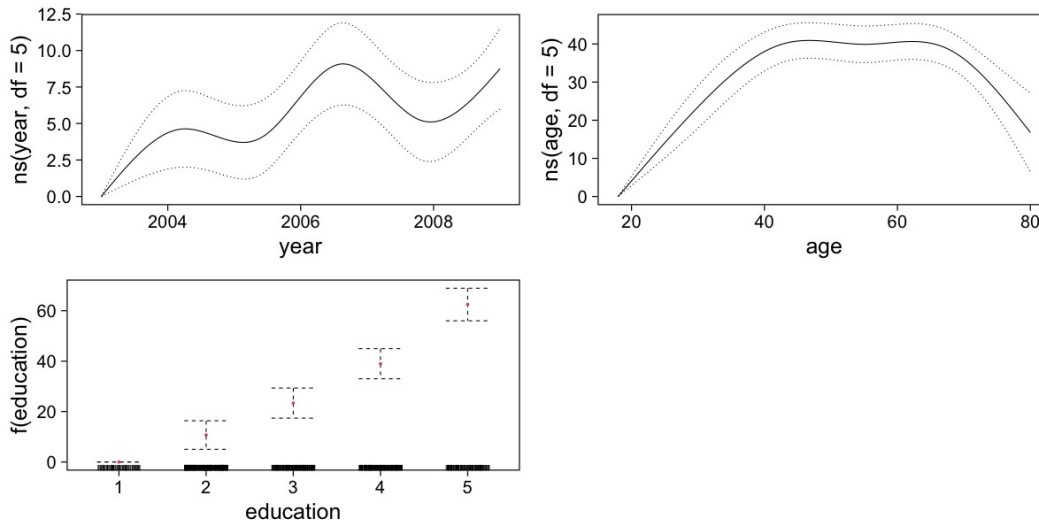 12.5
10.0
7.5
5.0
2.5
0.0
ns(year, df = 5)
2004 2006 2008
year
40
30
20
10
0
ns(age, df = 5)
20 40 60 80
age
60
40
20
0
f(education)
1 2 3 4 5
education